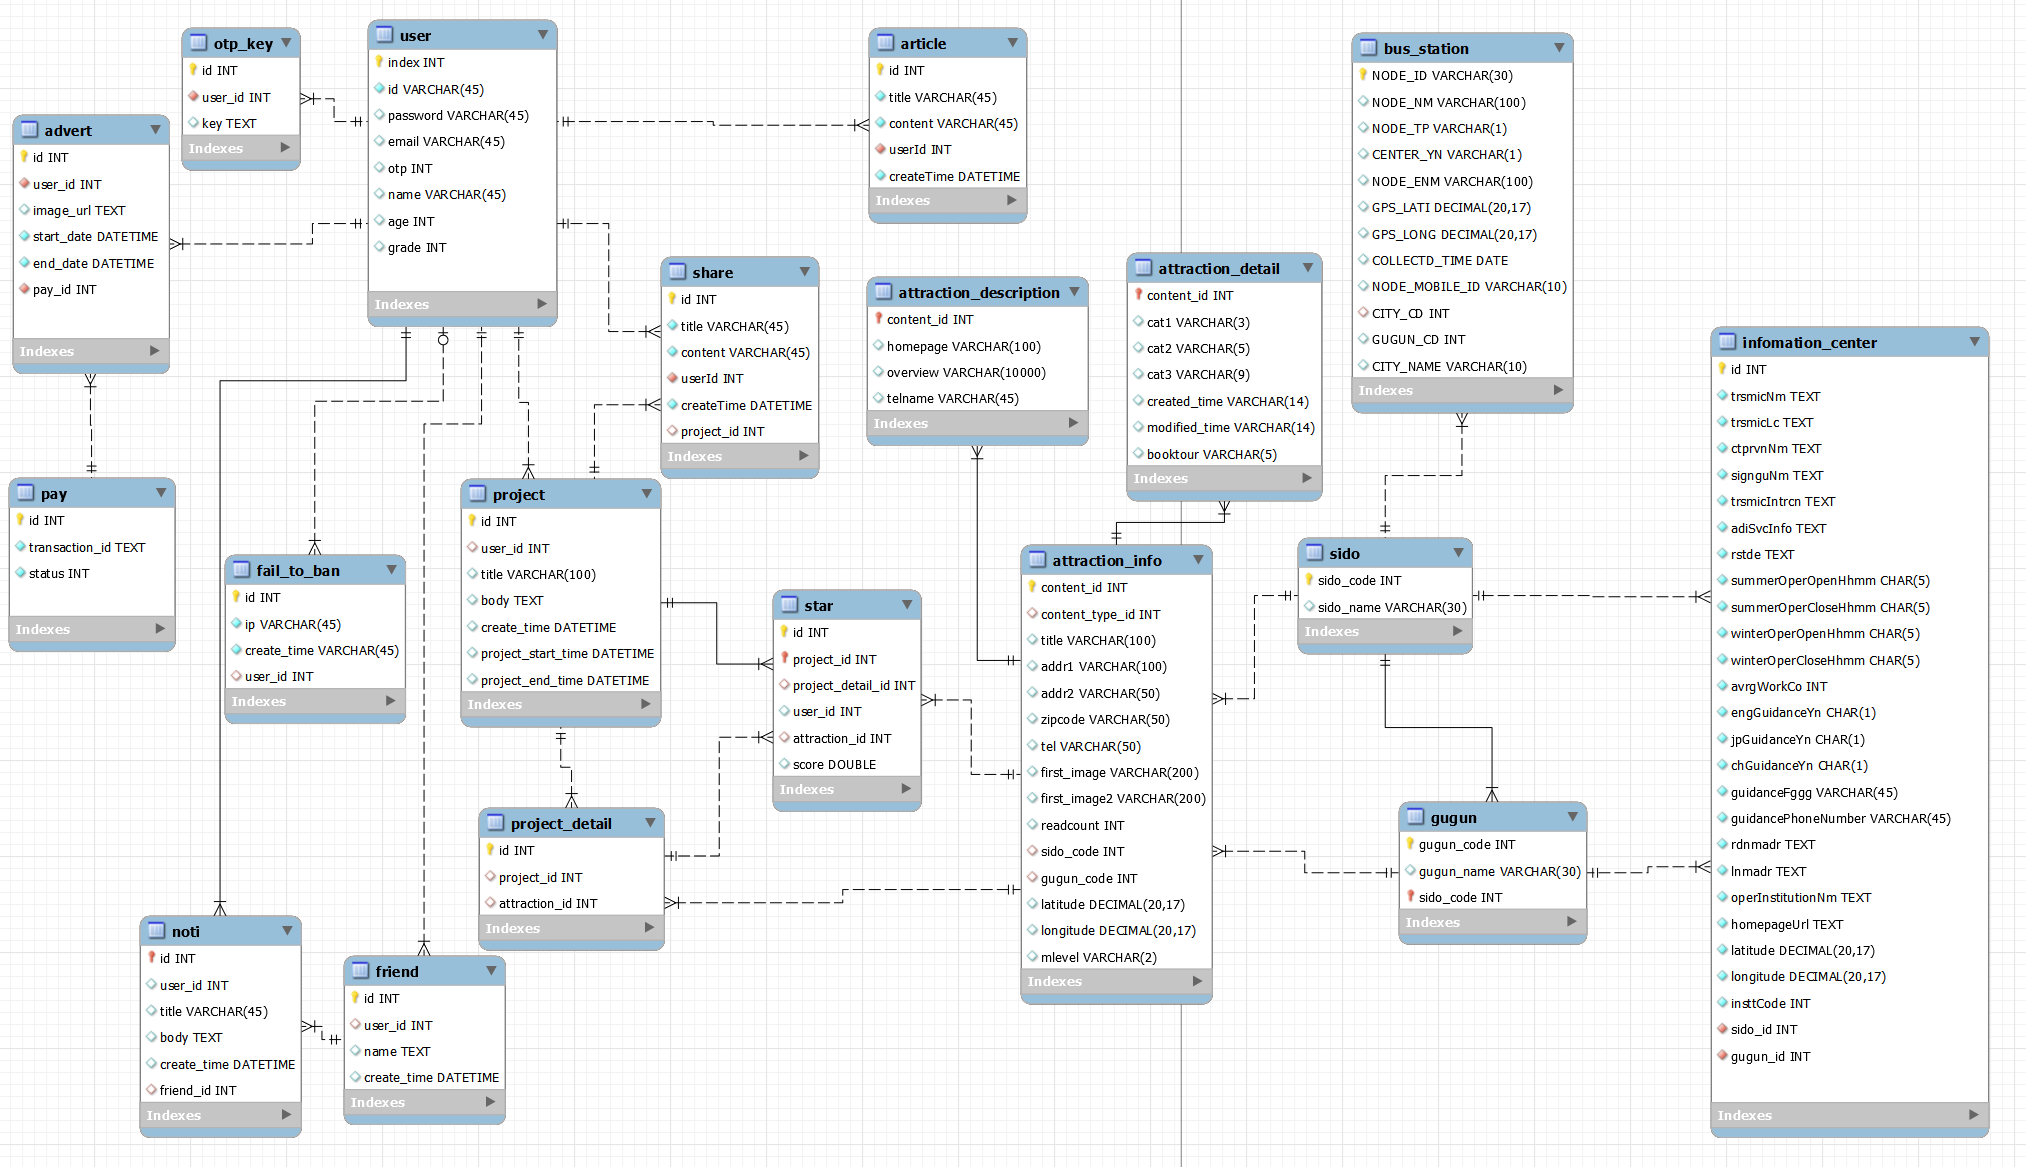 otp_key
id INT
user_id INT
key TEXT
Indexes
user
index INT
id VARCHAR(45)
password VARCHAR(45)
email VARCHAR(45)
otp INT
name VARCHAR(45)
age INT
grade INT
Indexes
article
id INT
title VARCHAR(45)
content VARCHAR(45)
userId INT
createTime DATETIME
Indexes
bus_station
NODE_ID VARCHAR(30)
NODE_NM VARCHAR(100)
NODE_TP VARCHAR(1)
CENTER_YN VARCHAR(1)
NODE_ENM VARCHAR(100)
GPS_LATI DECIMAL(20,17)
GPS_LONG DECIMAL(20,17)
COLLECTD_TIME DATE
NODE_MOBILE_ID VARCHAR(10)
CITY_CD INT
GUGUN_CD INT
CITY_NAME VARCHAR(10)
Indexes
advert
id INT
user_id INT
image_url TEXT
start_date DATETIME
end_date DATETIME
pay_id INT
Indexes
share
id INT
title VARCHAR(45)
content VARCHAR(45)
userId INT
createTime DATETIME
project_id INT
Indexes
attraction_description
content_id INT
homepage VARCHAR(100)
overview VARCHAR(10000)
telname VARCHAR(45)
Indexes
attraction_detail
content_id INT
cat1 VARCHAR(3)
cat2 VARCHAR(5)
cat3 VARCHAR(9)
created_time VARCHAR(14)
modified_time VARCHAR(14)
booktour VARCHAR(5)
Indexes
infomation_center
id INT
trsmicNm TEXT
trsmicLc TEXT
ctprvnNm TEXT
signguNm TEXT
trsmicIntrcn TEXT
adiSvcInfo TEXT
rstde TEXT
summerOperOpenHhmm CHAR(5)
summerOperCloseHhmm CHAR(5)
winterOperOpenHhmm CHAR(5)
winterOperCloseHhmm CHAR(5)
avrgWorkCo INT
engGuidanceYn CHAR(1)
jpGuidanceYn CHAR(1)
chGuidanceYn CHAR(1)
guidanceFggg VARCHAR(45)
guidancePhoneNumber VARCHAR(45)
rdnmadr TEXT
lnmadr TEXT
operInstitutionNm TEXT
homepageUrl TEXT
latitude DECIMAL(20,17)
longitude DECIMAL(20,17)
insttCode INT
sido_id INT
gugun_id INT
Indexes
pay
id INT
transaction_id TEXT
status INT
Indexes
project
id INT
user_id INT
title VARCHAR(100)
body TEXT
create_time DATETIME
project_start_time DATETIME
project_end_time DATETIME
Indexes
fail_to_ban
id INT
ip VARCHAR(45)
create_time VARCHAR(45)
user_id INT
Indexes
star
id INT
project_id INT
project_detail_id INT
user_id INT
attraction_id INT
score DOUBLE
Indexes
attraction_info
content_id INT
content_type_id INT
title VARCHAR(100)
addr1 VARCHAR(100)
addr2 VARCHAR(50)
zipcode VARCHAR(50)
tel VARCHAR(50)
first_image VARCHAR(200)
first_image2 VARCHAR(200)
readcount INT
sido_code INT
gugun_code INT
latitude DECIMAL(20,17)
longitude DECIMAL(20,17)
mlevel VARCHAR(2)
Indexes
sido
sido_code INT
sido_name VARCHAR(30)
Indexes
gugun
gugun_code INT
gugun_name VARCHAR(30)
sido_code INT
Indexes
project_detail
id INT
project_id INT
attraction_id INT
Indexes
noti
id INT
user_id INT
title VARCHAR(45)
body TEXT
create_time DATETIME
friend_id INT
Indexes
friend
id INT
user_id INT
name TEXT
create_time DATETIME
Indexes